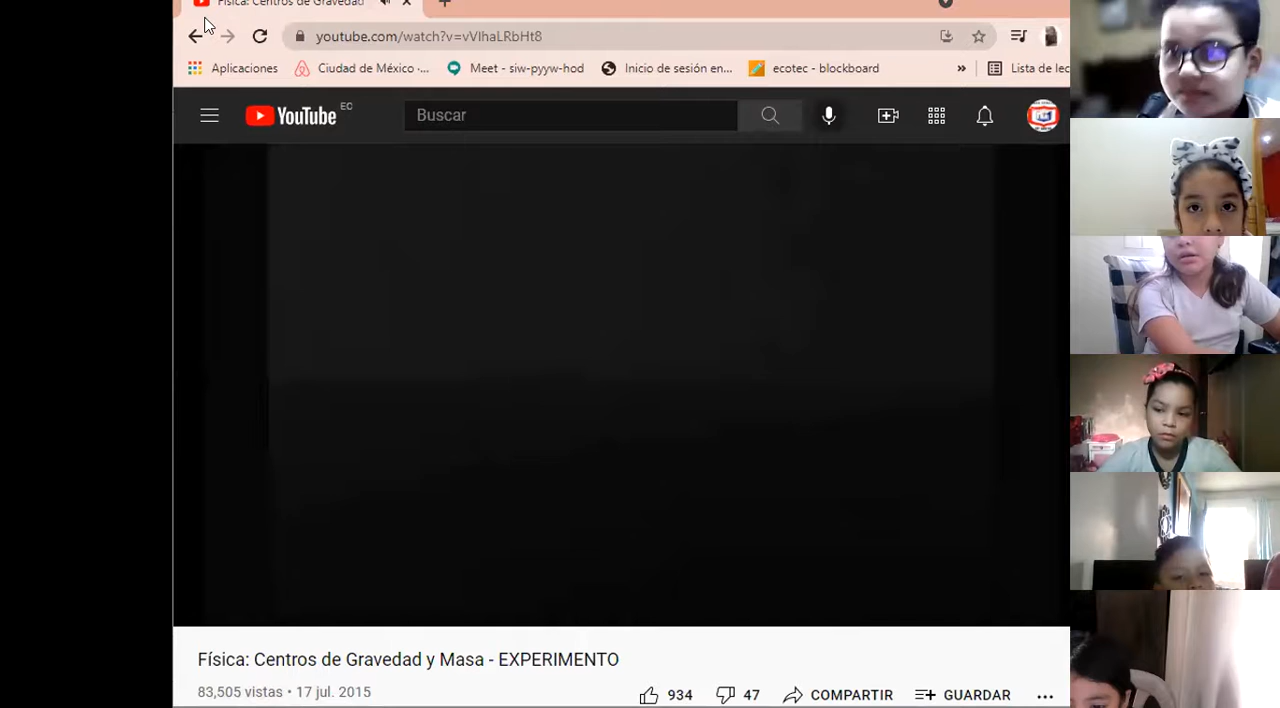 Física: Centros de Gravedad
youtube.com/watch?v=vVIhaLRbHt8
Aplicaciones Ciudad de México ·... Meet - siw-pyyw-hod Inicio de sesión en... ecotec - blockboard » Lista de lec
YouTube EC Buscar
Física: Centros de Gravedad y Masa - EXPERIMENTO
83,505 vistas • 17 jul. 2015 934 47 COMPARTIR GUARDAR ...